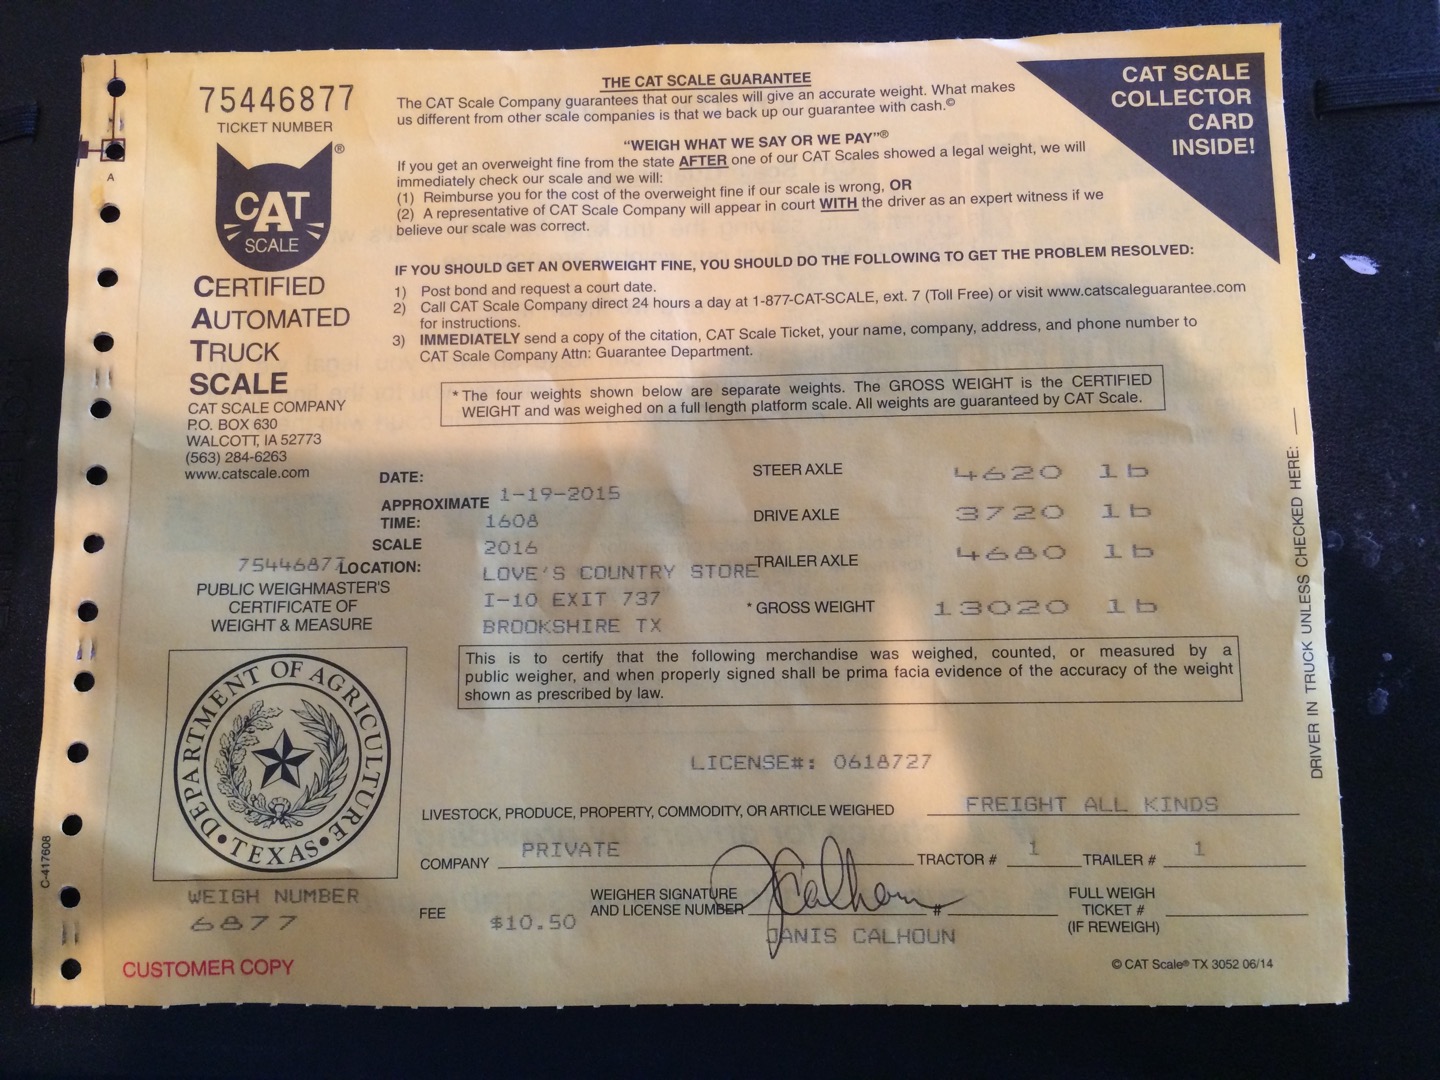 75446877
TICKET NUMBER
CAT
SCALE
®
CERTIFIED
AUTOMATED
TRUCK
SCALE
CAT SCALE COMPANY
P.O. BOX 630
WALCOTT, IA 52773
(563) 284-6263
www.catscale.com
THE CAT SCALE GUARANTEE
The CAT Scale Company guarantees that our scales will give an accurate weight. What makes
us different from other scale companies is that we back up our guarantee with cash.©
"WEIGH WHAT WE SAY OR WE PAY"®
If you get an overweight fine from the state AFTER one of our CAT Scales showed a legal weight, we will
immediately check our scale and we will:
(1) Reimburse you for the cost of the overweight fine if our scale is wrong, OR
(2) A representative of CAT Scale Company will appear in court WITH the driver as an expert witness if we
believe our scale was correct.
CAT SCALE
COLLECTOR
CARD
INSIDE!
IF YOU SHOULD GET AN OVERWEIGHT FINE, YOU SHOULD DO THE FOLLOWING TO GET THE PROBLEM RESOLVED:
1) Post bond and request a court date.
2) Call CAT Scale Company direct 24 hours a day at 1-877-CAT-SCALE, ext. 7 (Toll Free) or visit www.catscaleguarantee.com
for instructions.
3) IMMEDIATELY send a copy of the citation, CAT Scale Ticket, your name, company, address, and phone number to
CAT Scale Company Attn: Guarantee Department.
* The four weights shown below are separate weights. The GROSS WEIGHT is the CERTIFIED
WEIGHT and was weighed on a full length platform scale. All weights are guaranteed by CAT Scale.
DATE: 1-19-2015
APPROXIMATE
TIME: 1608
SCALE 2016
LOCATION: LOVE'S COUNTRY STORE
I-10 EXIT 737
BROOKSHIRE TX
STEER AXLE 4620 lb
DRIVE AXLE 3720 lb
TRAILER AXLE 4680 lb
* GROSS WEIGHT 13020 lb
75446877
PUBLIC WEIGHMASTER'S
CERTIFICATE OF
WEIGHT & MEASURE
This is to certify that the following merchandise was weighed, counted, or measured by a
public weigher, and when properly signed shall be prima facia evidence of the accuracy of the weight
shown as prescribed by law.
DEPARTMENT OF AGRICULTURE
• TEXAS •
LICENSE#: 0618727
LIVESTOCK, PRODUCE, PROPERTY, COMMODITY, OR ARTICLE WEIGHED FREIGHT ALL KINDS
COMPANY PRIVATE TRACTOR # 1 TRAILER # 1
WEIGH NUMBER
6877
FEE $10.50
WEIGHER SIGNATURE
AND LICENSE NUMBER JCalhoun #
JANIS CALHOUN
FULL WEIGH
TICKET #
(IF REWEIGH)
CUSTOMER COPY
© CAT Scale® TX 3052 06/14
DRIVER IN TRUCK UNLESS CHECKED HERE:
C-417608
A